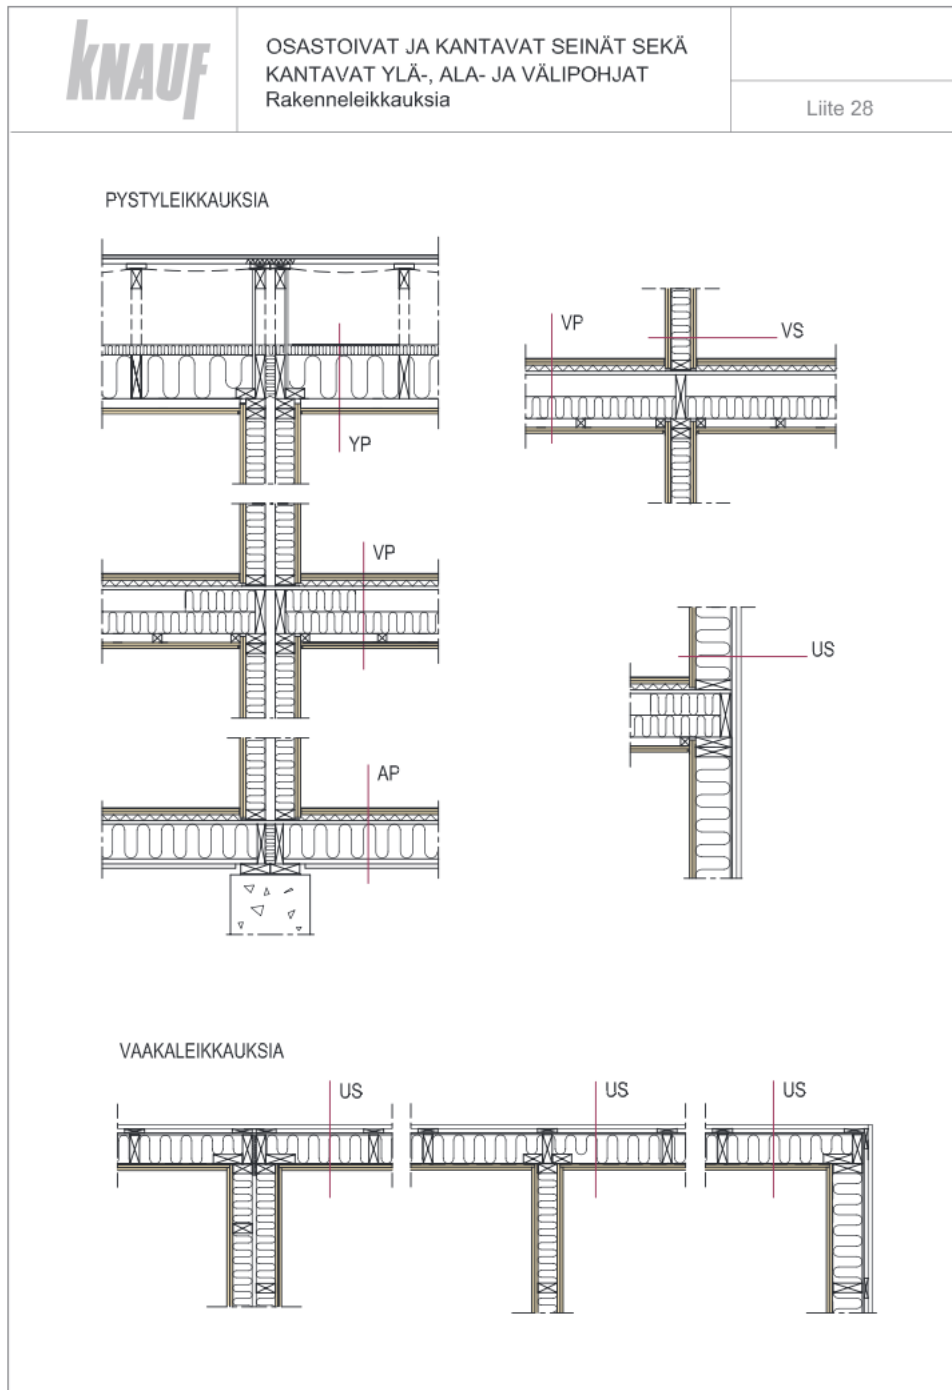 KNAUF
OSASTOIVAT JA KANTAVAT SEINÄT SEKÄ
KANTAVAT YLÄ-, ALA- JA VÄLIPOHJAT
Rakenneleikkauksia
Liite 28
PYSTYLEIKKAUKSIA
YP
VP
AP
VP
VS
US
VAAKALEIKKAUKSIA
US
US
US